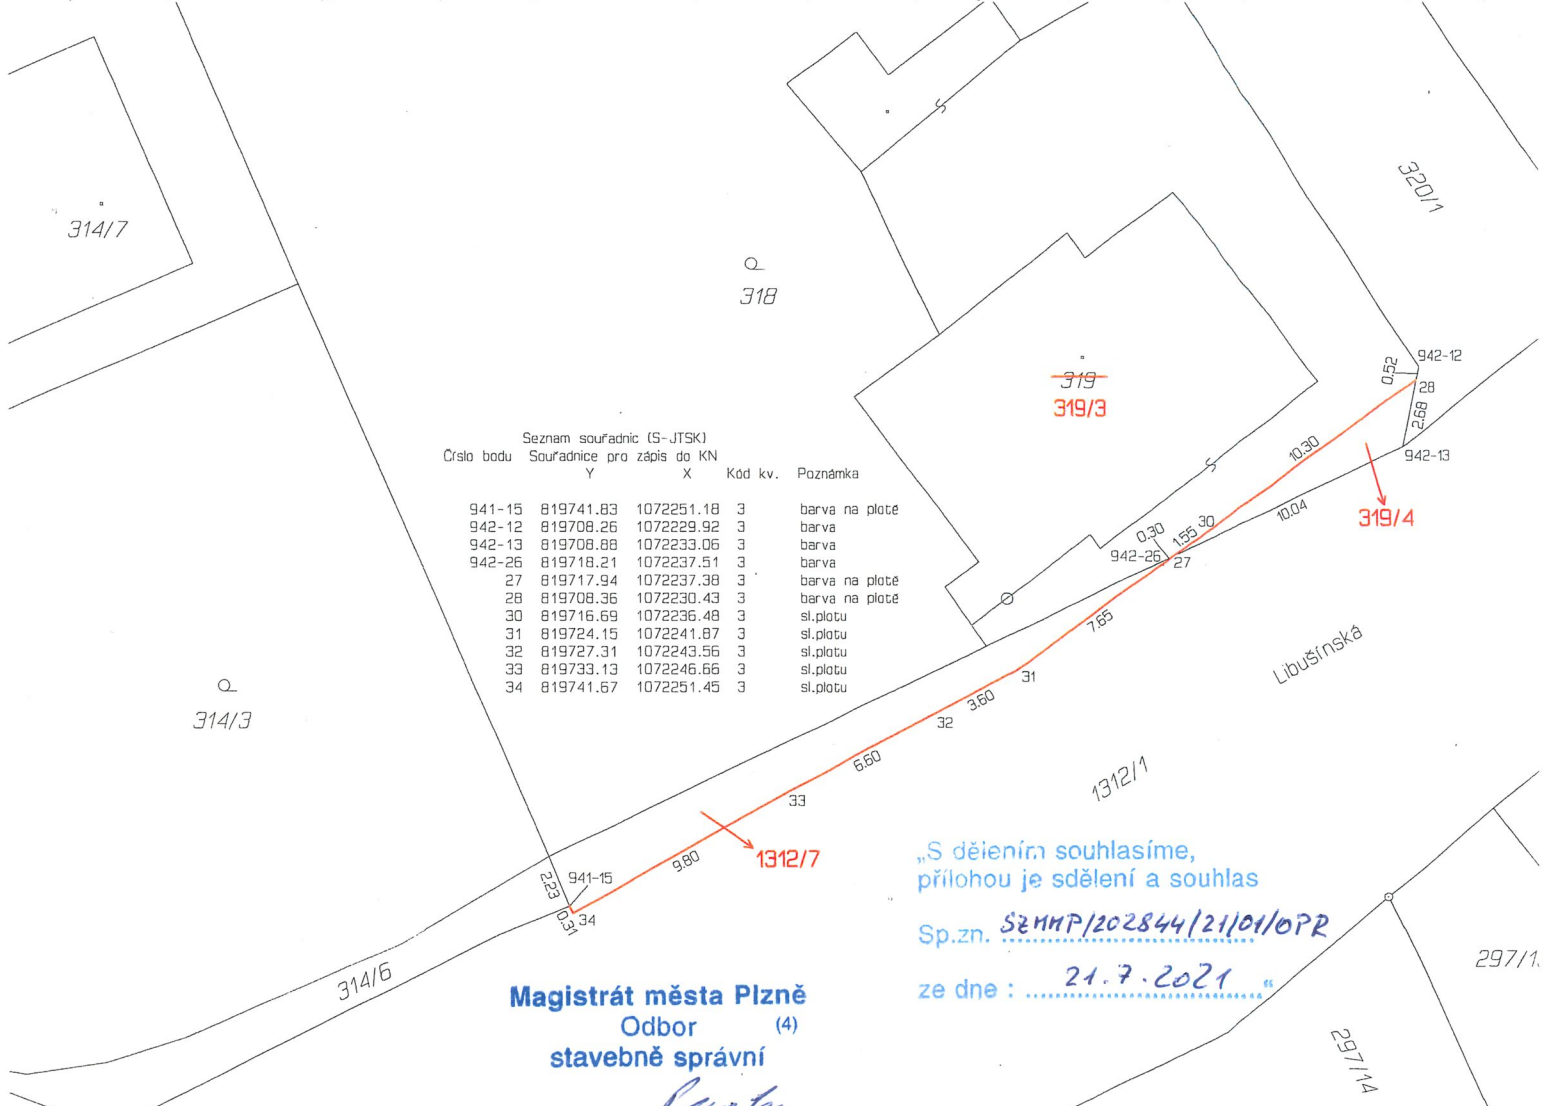 320/1
314/7
318
942-12
0.52
28
319
319/3
2.68
10.30
942-13
319/4
10.04
Seznam souřadnic (S-JTSK)
Číslo bodu Souřadnice pro zápis do KN
Y X Kód kv. Poznámka
941-15 819741.83 1072251.18 3 barva na plotě
942-12 819708.26 1072229.92 3 barva
942-13 819708.88 1072233.06 3 barva
942-26 819718.21 1072237.51 3 barva
27 819717.94 1072237.38 3 barva na plotě
28 819708.36 1072230.43 3 barva na plotě
30 819716.69 1072236.48 3 sl.plotu
31 819724.15 1072241.87 3 sl.plotu
32 819727.31 1072243.56 3 sl.plotu
33 819733.13 1072246.66 3 sl.plotu
34 819741.67 1072251.45 3 sl.plotu
0.30
1.55
30
942-26
27
7.65
31
Libušínská
3.60
32
314/3
6.60
33
1312/1
9.80
1312/7
2.23
941-15
0.31
34
314/6
„S dělením souhlasíme,
přílohou je sdělení a souhlas
Sp.zn. SZMMP/202844/21/01/OPR
ze dne : 21.7.2021 “
Magistrát města Plzně
Odbor (4)
stavebně správní
297/1
297/14